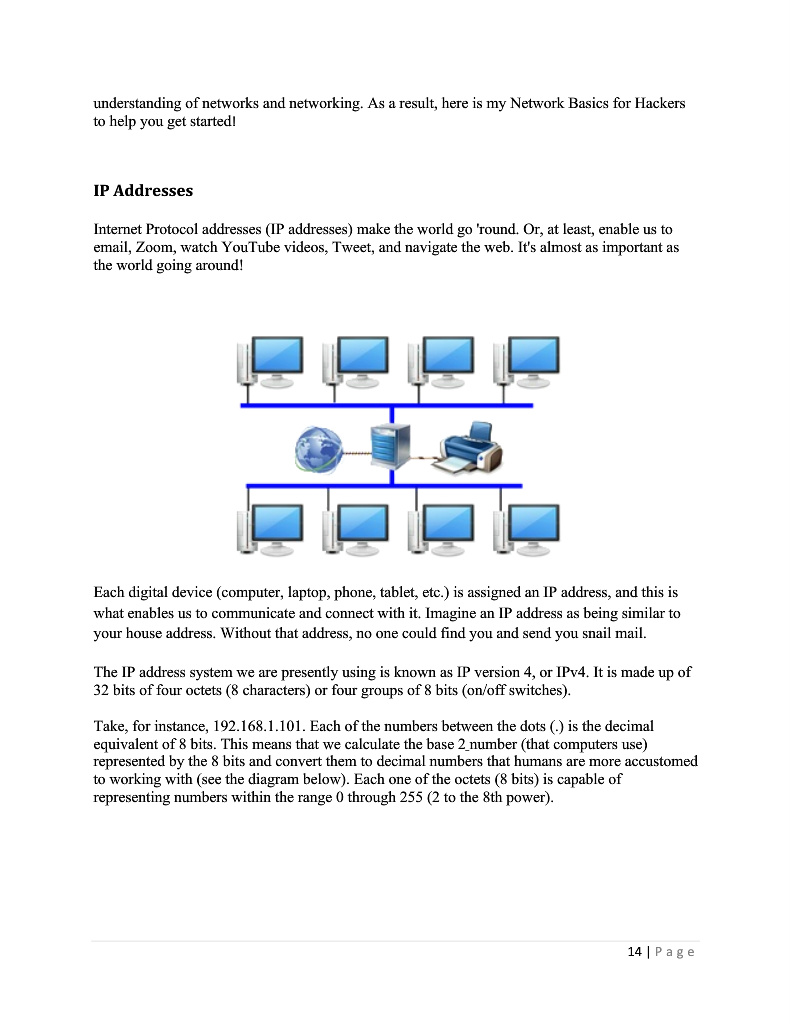 understanding of networks and networking. As a result, here is my Network Basics for Hackers
to help you get started!
IP Addresses
Internet Protocol addresses (IP addresses) make the world go 'round. Or, at least, enable us to
email, Zoom, watch YouTube videos, Tweet, and navigate the web. It's almost as important as
the world going around!
Each digital device (computer, laptop, phone, tablet, etc.) is assigned an IP address, and this is
what enables us to communicate and connect with it. Imagine an IP address as being similar to
your house address. Without that address, no one could find you and send you snail mail.
The IP address system we are presently using is known as IP version 4, or IPv4. It is made up of
32 bits of four octets (8 characters) or four groups of 8 bits (on/off switches).
Take, for instance, 192.168.1.101. Each of the numbers between the dots (.) is the decimal
equivalent of 8 bits. This means that we calculate the base 2_number (that computers use)
represented by the 8 bits and convert them to decimal numbers that humans are more accustomed
to working with (see the diagram below). Each one of the octets (8 bits) is capable of
representing numbers within the range 0 through 255 (2 to the 8th power).
14 | P a g e